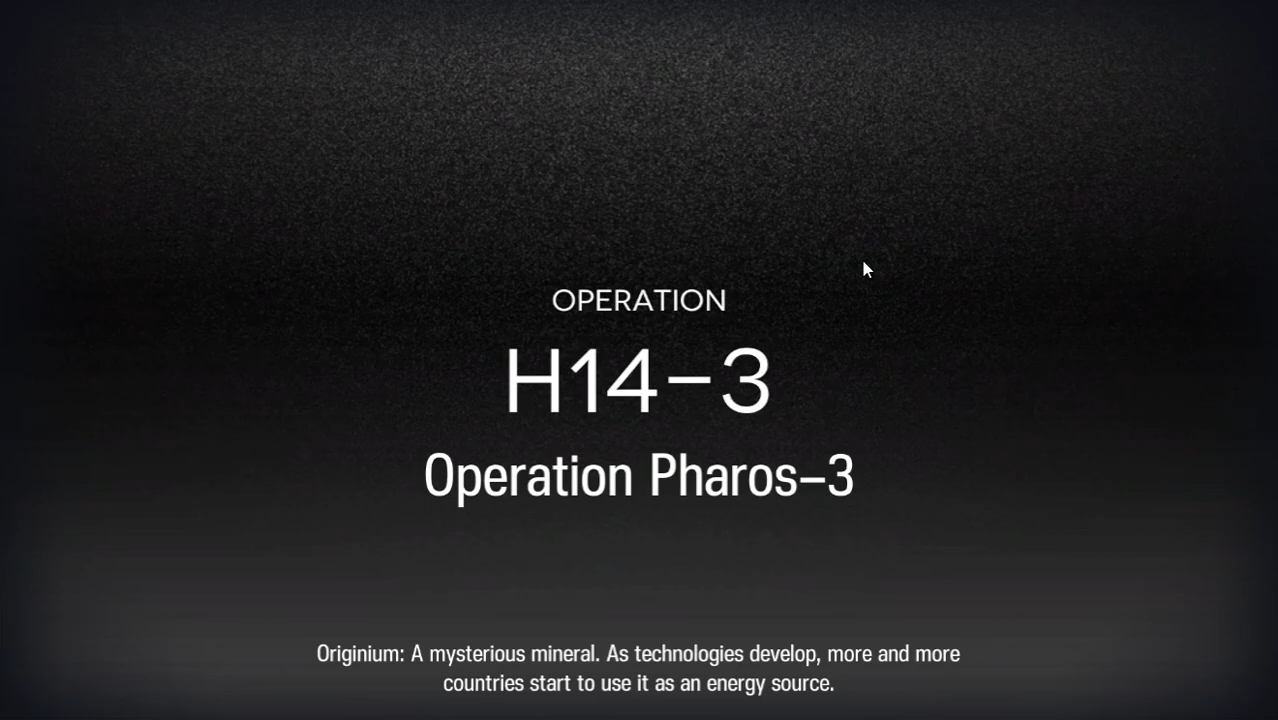 OPERATION
H14-3
Operation Pharos-3
Originium: A mysterious mineral. As technologies develop, more and more
countries start to use it as an energy source.